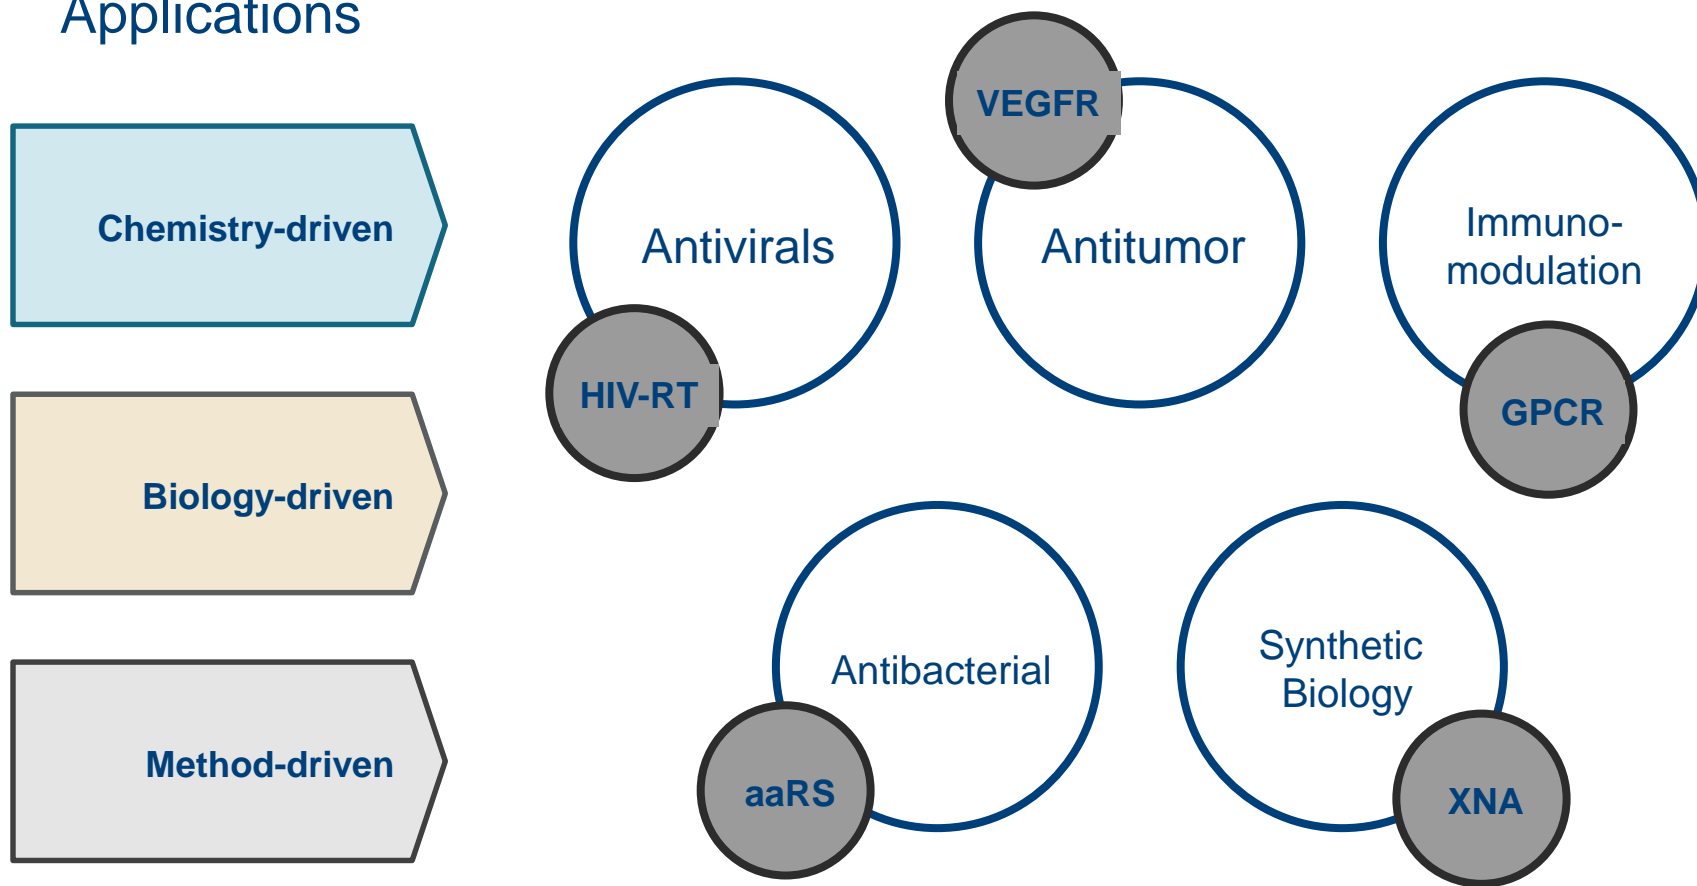 Applications
Chemistry-driven
Biology-driven
Method-driven
Antivirals
HIV-RT
VEGFR
Antitumor
Immuno-
modulation
GPCR
Antibacterial
aaRS
Synthetic
Biology
XNA